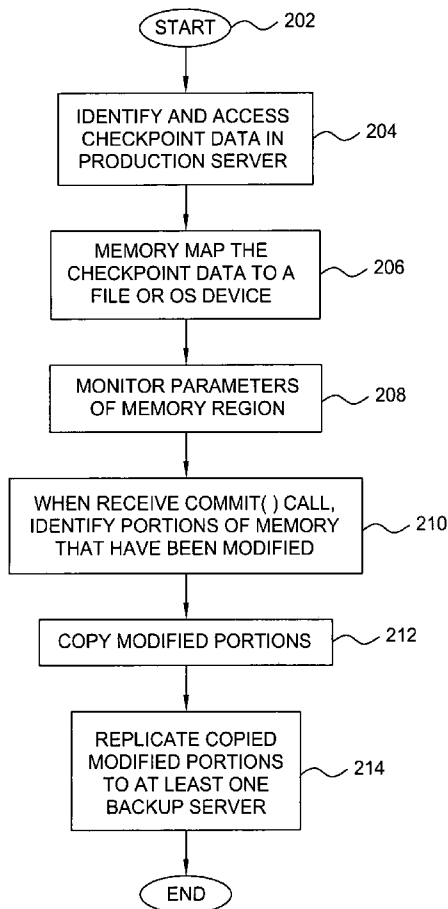 START
202
IDENTIFY AND ACCESS
CHECKPOINT DATA IN
PRODUCTION SERVER
204
MEMORY MAP THE
CHECKPOINT DATA TO A
FILE OR OS DEVICE
206
MONITOR PARAMETERS
OF MEMORY REGION
208
WHEN RECEIVE COMMIT( ) CALL,
IDENTIFY PORTIONS OF MEMORY
THAT HAVE BEEN MODIFIED
210
COPY MODIFIED PORTIONS
212
REPLICATE COPIED
MODIFIED PORTIONS
TO AT LEAST ONE
BACKUP SERVER
214
END